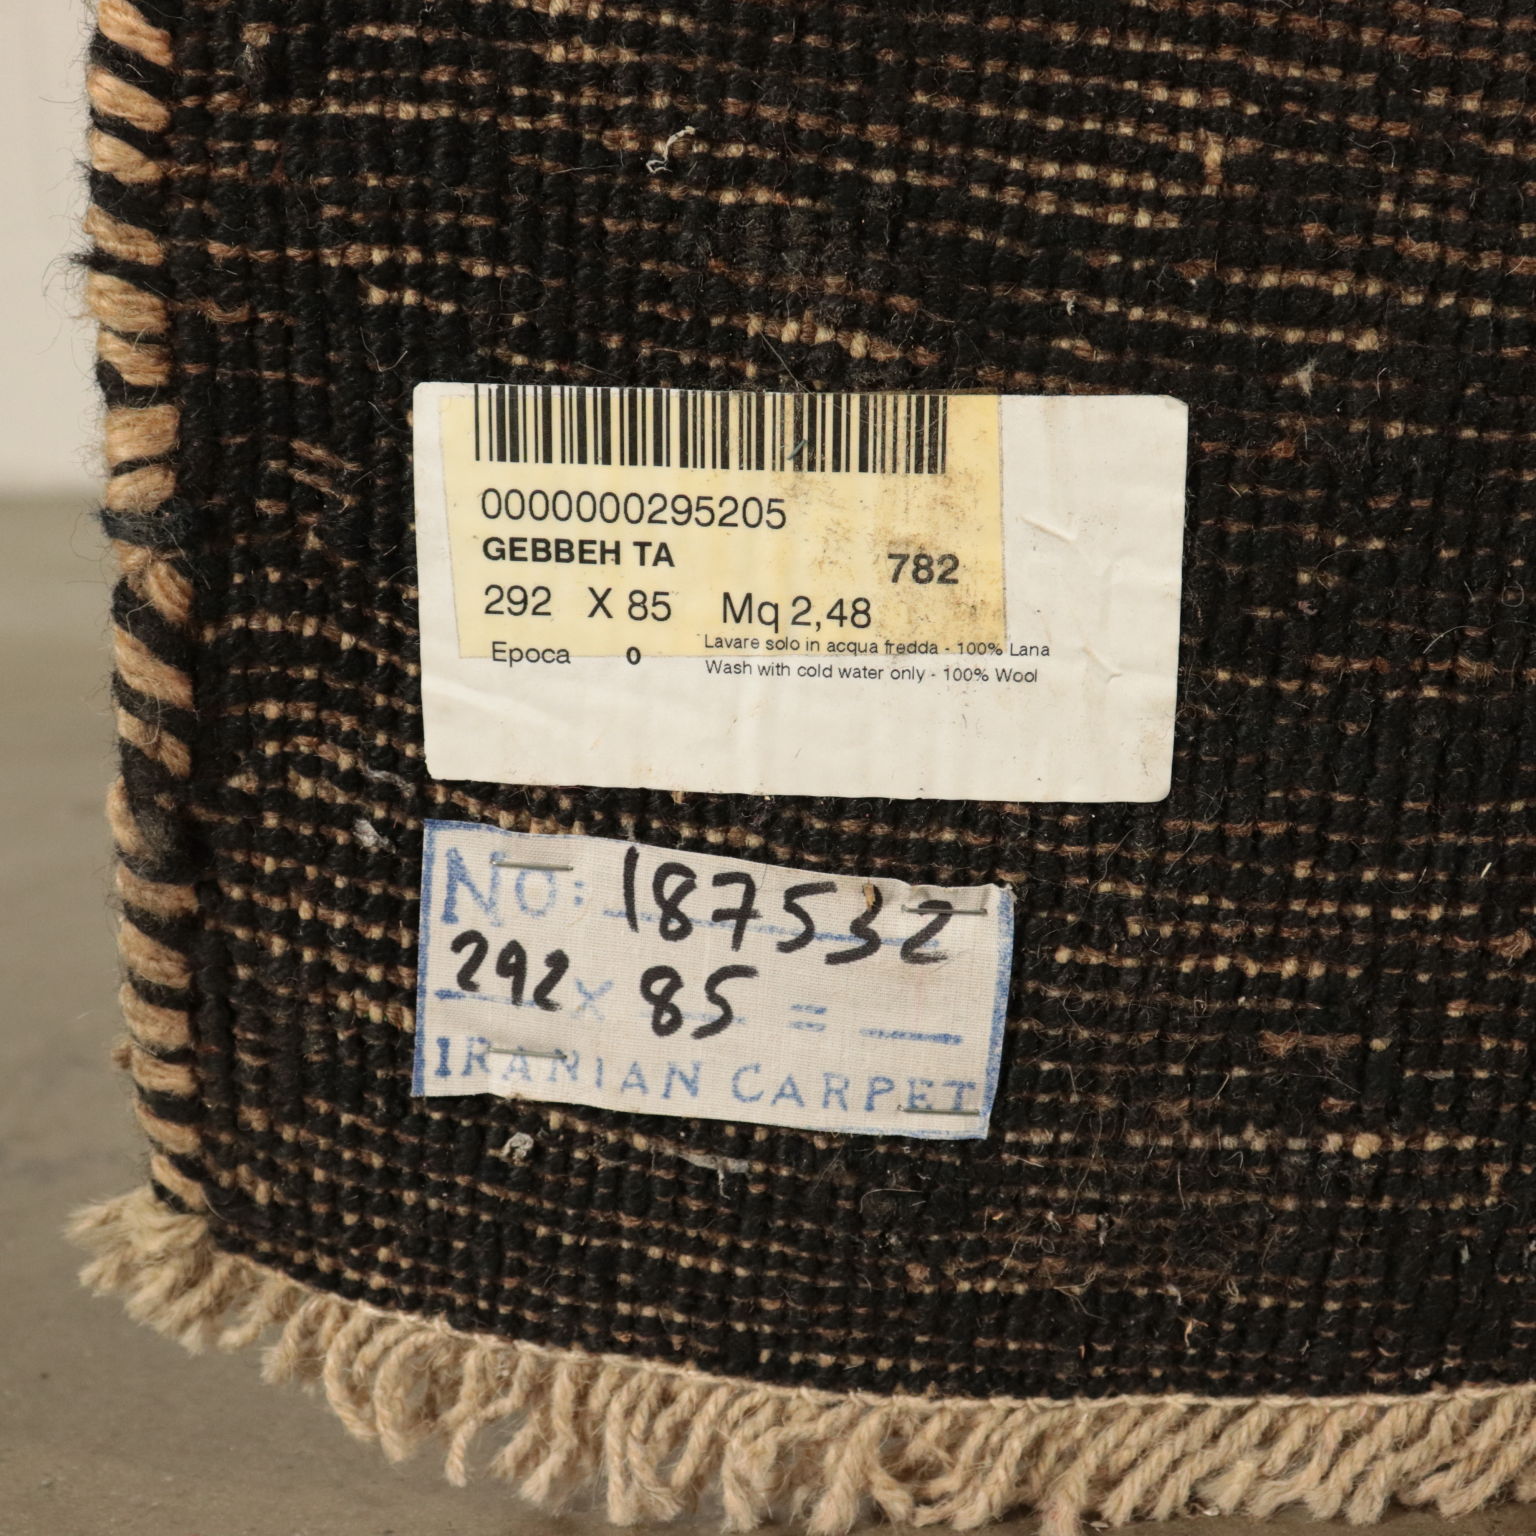 0000000295205
GEBBEH TA 782
292 X 85 Mq 2,48
Epoca 0 Lavare solo in acqua fredda - 100% Lana
Wash with cold water only - 100% Wool
NO: 187532
292 x 85 =
IRANIAN CARPET